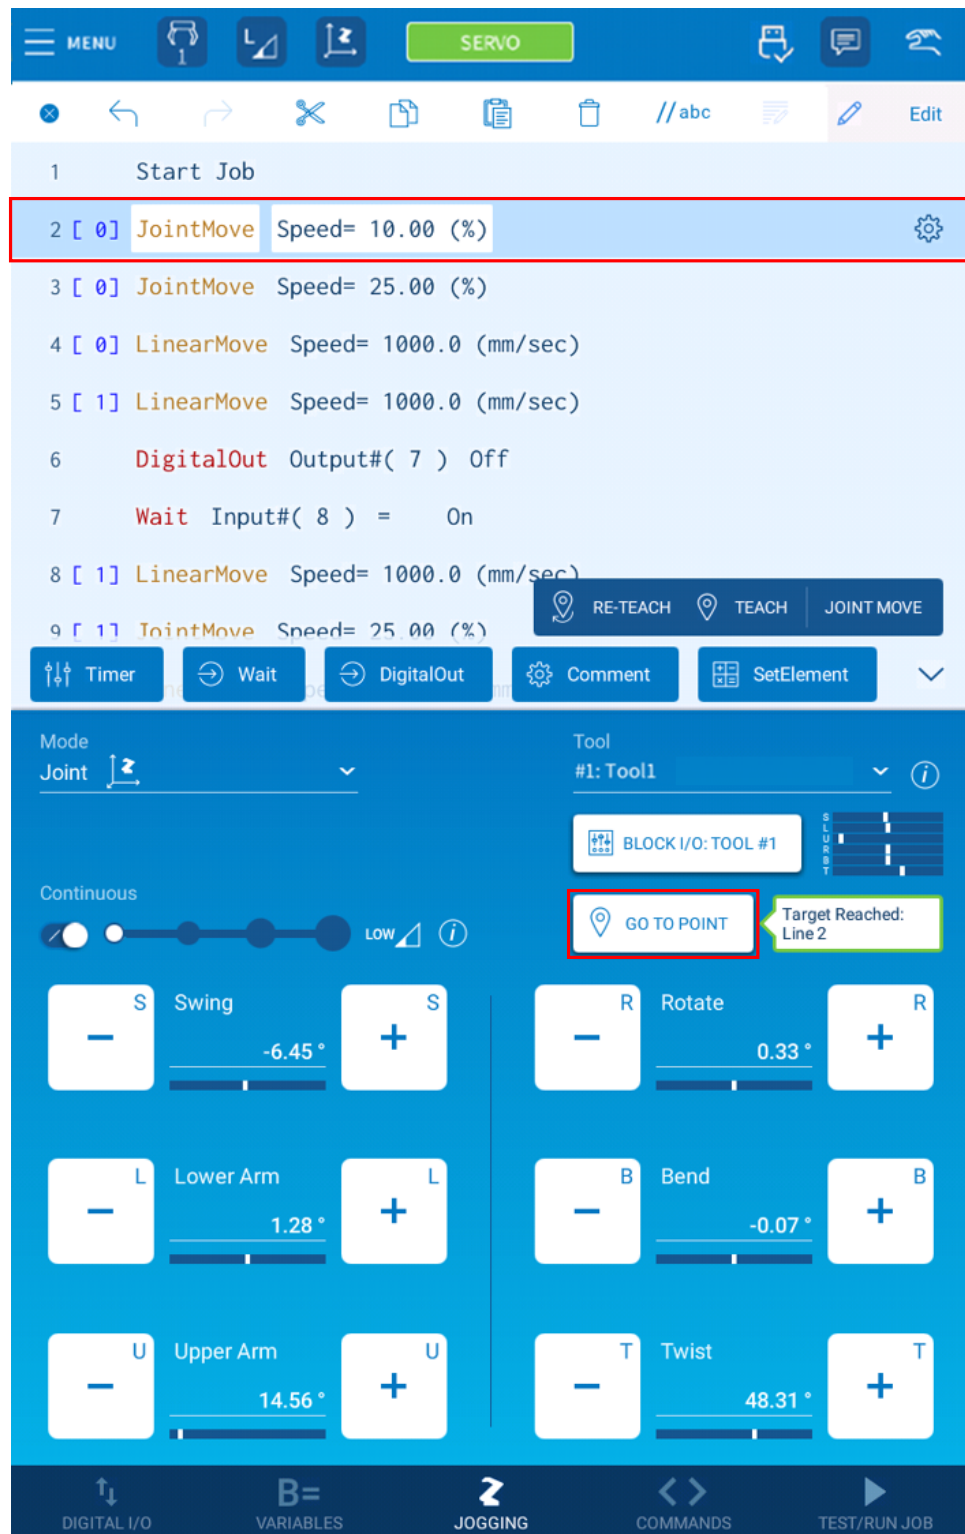 MENU 1 L SERVO
//abc Edit
1 Start Job
2 [ 0] JointMove Speed= 10.00 (%)
3 [ 0] JointMove Speed= 25.00 (%)
4 [ 0] LinearMove Speed= 1000.0 (mm/sec)
5 [ 1] LinearMove Speed= 1000.0 (mm/sec)
6 DigitalOut Output#( 7 ) Off
7 Wait Input#( 8 ) = On
8 [ 1] LinearMove Speed= 1000.0 (mm/sec)
RE-TEACH TEACH JOINT MOVE
9 [ 1] JointMove Speed= 25.00 (%)
Timer Wait DigitalOut Comment SetElement
Mode
Joint
Tool
#1: Tool1
BLOCK I/O: TOOL #1
S
L
U
R
B
T
Continuous
LOW
GO TO POINT
Target Reached:
Line 2
S Swing S
-6.45 °
R Rotate R
0.33 °
L Lower Arm L
1.28 °
B Bend B
-0.07 °
U Upper Arm U
14.56 °
T Twist T
48.31 °
B=
DIGITAL I/O VARIABLES JOGGING COMMANDS TEST/RUN JOB